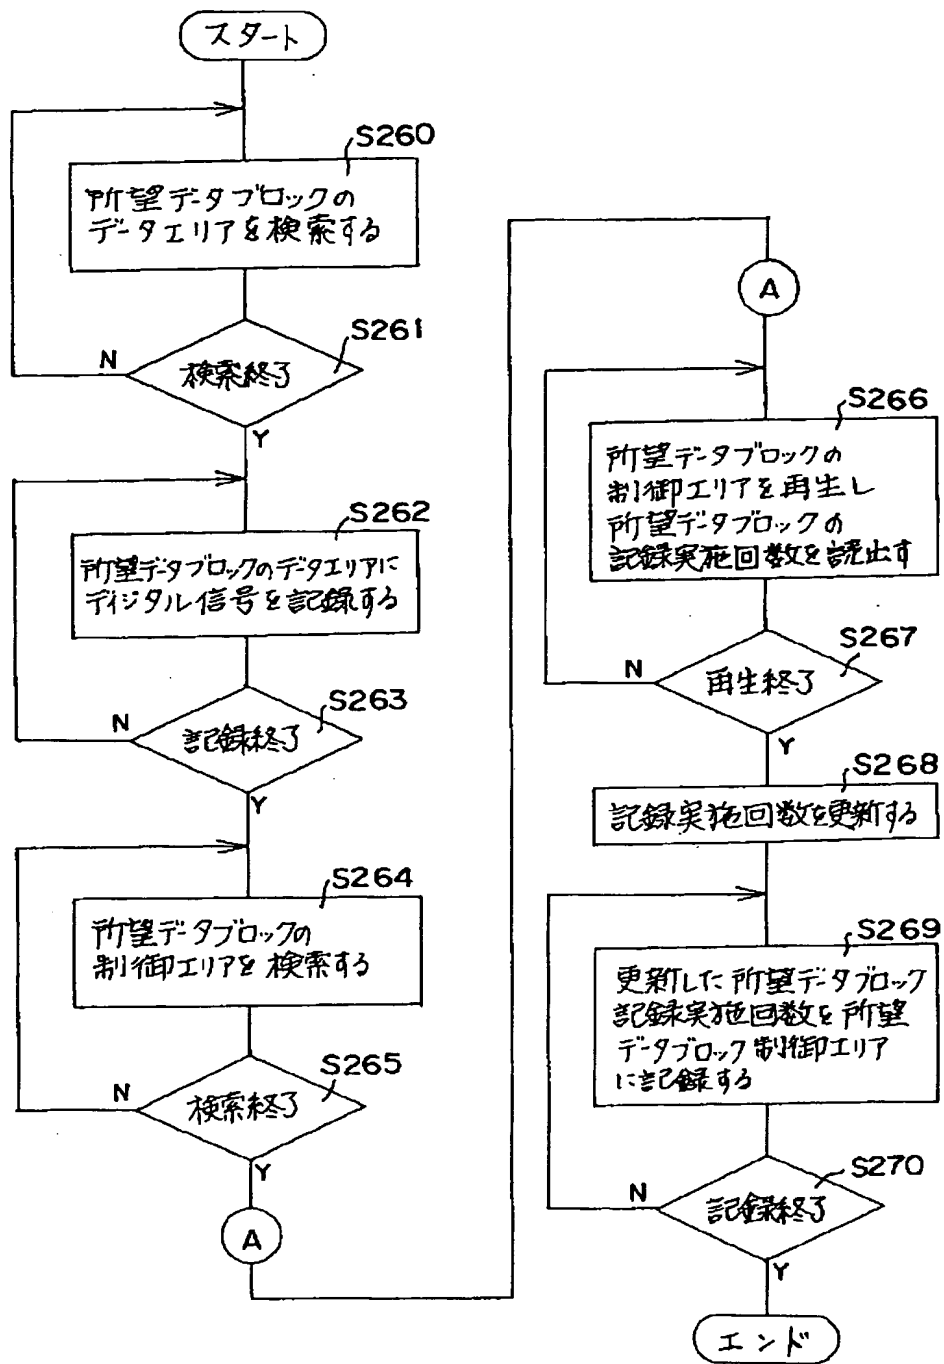 スタート
S260
所望データブロックの
データエリアを検索する
S261
検索終了
N
Y
S262
所望データブロックのデータエリアに
ディジタル信号を記録する
S263
記録終了
N
Y
S264
所望データブロックの
制御エリアを検索する
S265
検索終了
N
Y
A
A
S266
所望データブロックの
制御エリアを再生し
所望データブロックの
記録実施回数を読出す
S267
再生終了
N
Y
S268
記録実施回数を更新する
S269
更新した所望データブロック
記録実施回数を所望
データブロック制御エリア
に記録する
S270
記録終了
N
Y
エンド